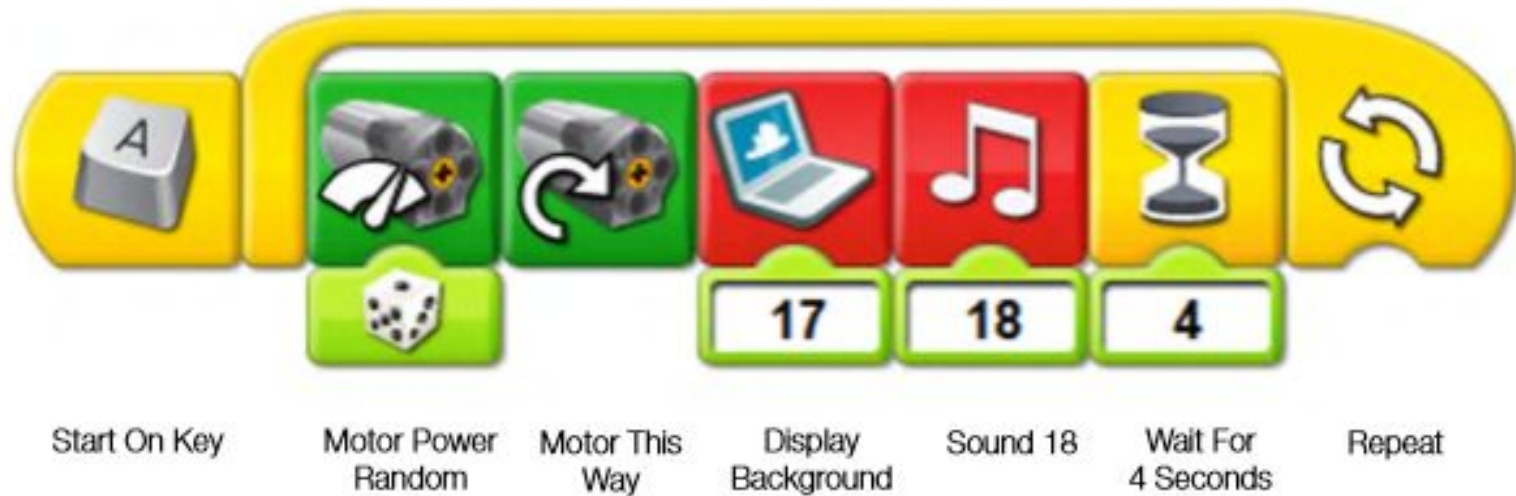 A
17 18 4
Start On Key Motor Power Random Motor This Way Display Background Sound 18 Wait For 4 Seconds Repeat